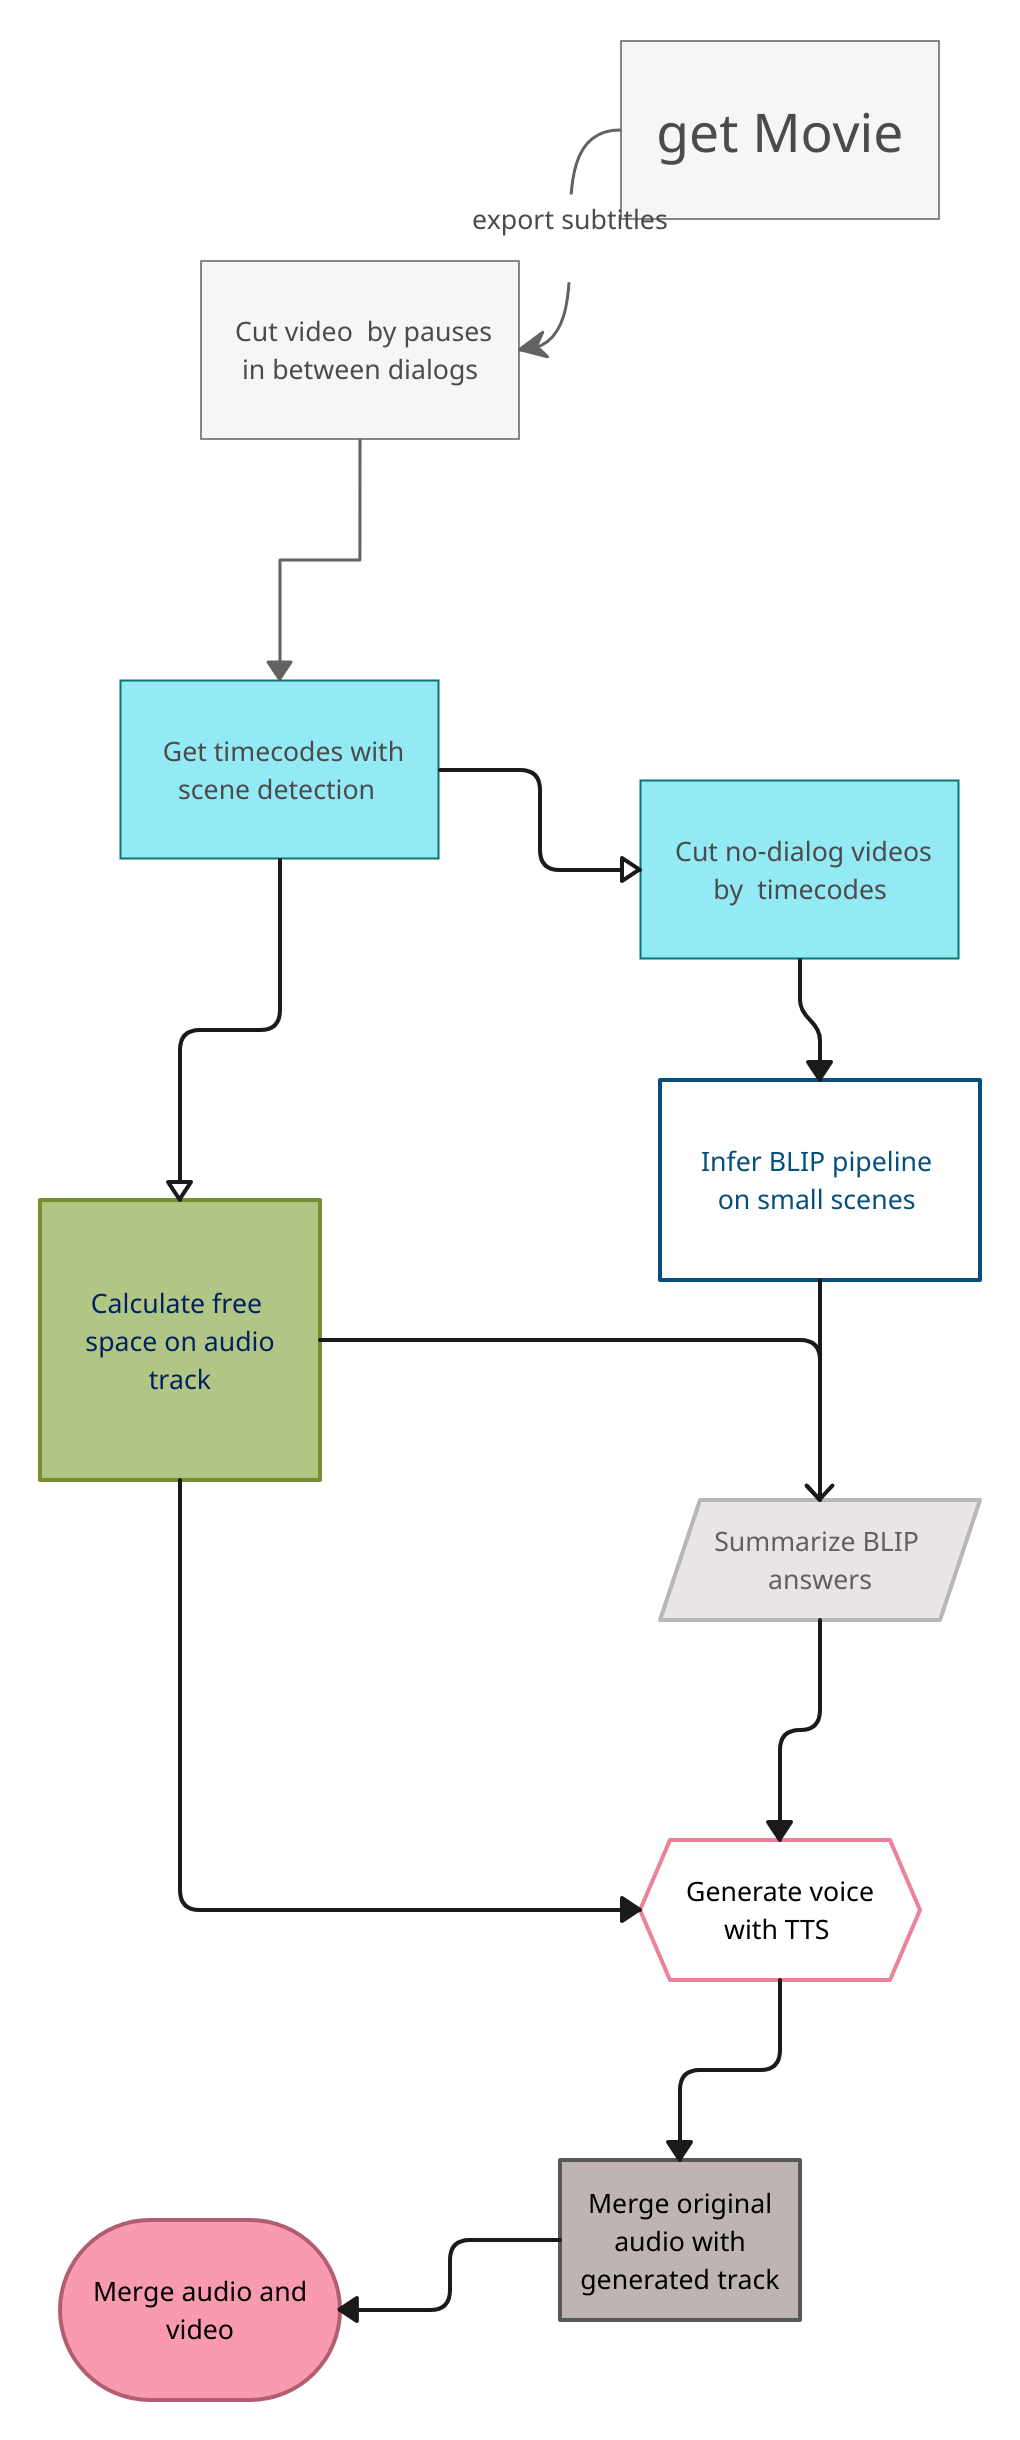 get Movie
export subtitles
Cut video  by pauses
in between dialogs
Get timecodes with
scene detection
Cut no-dialog videos
by  timecodes
Infer BLIP pipeline
on small scenes
Calculate free
space on audio
track
Summarize BLIP
answers
Generate voice
with TTS
Merge original
audio with
generated track
Merge audio and
video